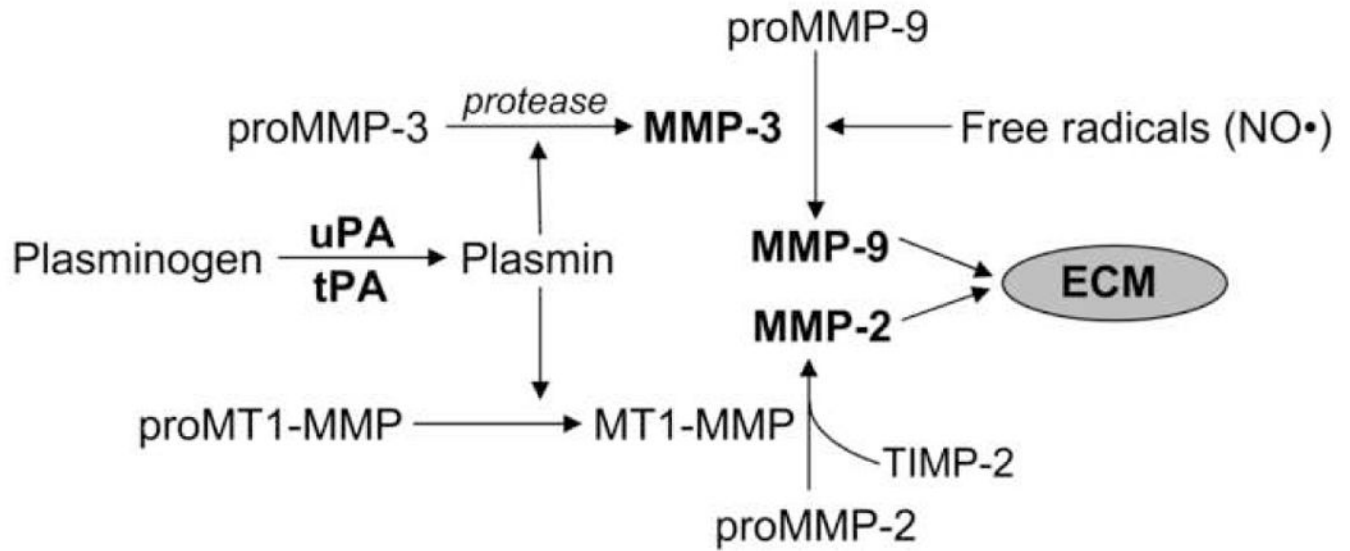 proMMP-9
protease
proMMP-3
MMP-3
Free radicals (NO•)
uPA
Plasminogen
Plasmin
tPA
MMP-9
ECM
MMP-2
proMT1-MMP
MT1-MMP
TIMP-2
proMMP-2